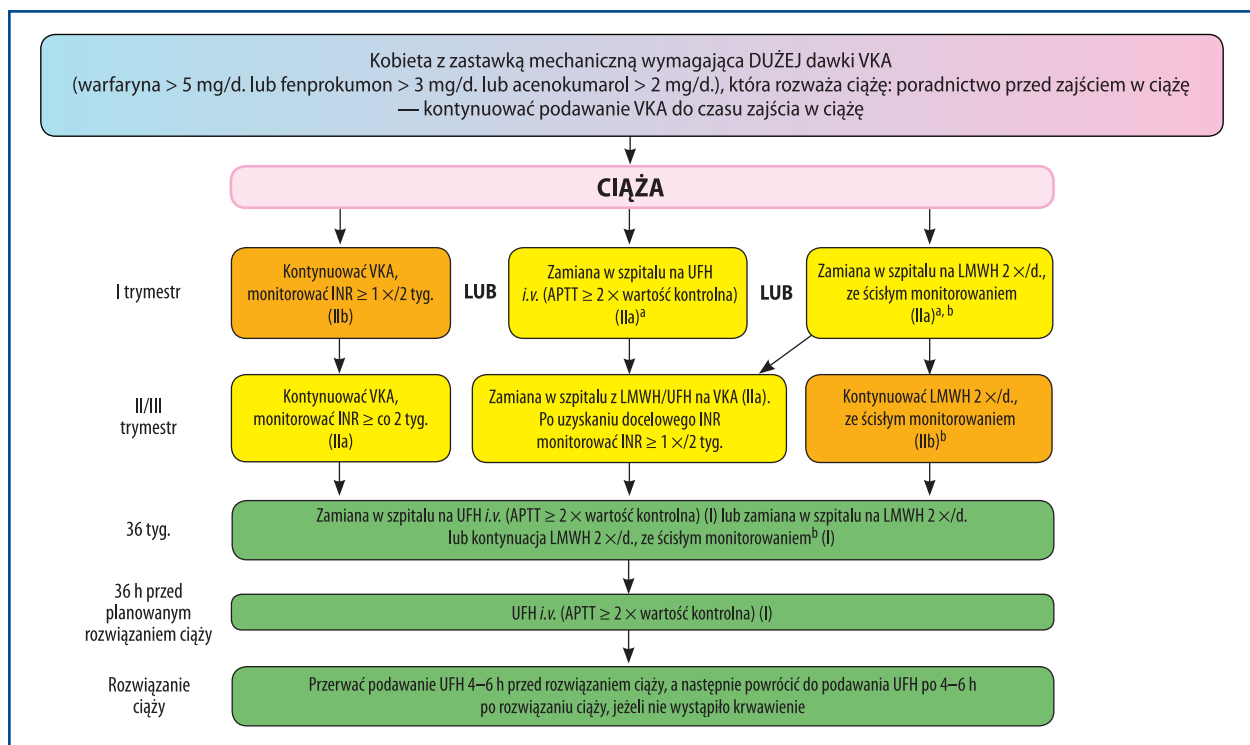 Kobieta z zastawką mechaniczną wymagająca DUŻEJ dawki VKA
(warfaryna > 5 mg/d. lub fenprokumon > 3 mg/d. lub acenokumarol > 2 mg/d.), która rozważa ciążę: poradnictwo przed zajściem w ciążę
— kontynuować podawanie VKA do czasu zajścia w ciążę
CIĄŻA
I trymestr
Kontynuować VKA,
monitorować INR ≥ 1 ×/2 tyg.
(IIb)
LUB
Zamiana w szpitalu na UFH
i.v. (APTT ≥ 2 × wartość kontrolna)
(IIa)a
LUB
Zamiana w szpitalu na LMWH 2 ×/d.,
ze ścisłym monitorowaniem
(IIa)a, b
II/III
trymestr
Kontynuować VKA,
monitorować INR ≥ co 2 tyg.
(IIa)
Zamiana w szpitalu z LMWH/UFH na VKA (IIa).
Po uzyskaniu docelowego INR
monitorować INR ≥ 1 ×/2 tyg.
Kontynuować LMWH 2 ×/d.,
ze ścisłym monitorowaniem
(IIb)b
36 tyg.
Zamiana w szpitalu na UFH i.v. (APTT ≥ 2 × wartość kontrolna) (I) lub zamiana w szpitalu na LMWH 2 ×/d.
lub kontynuacja LMWH 2 ×/d., ze ścisłym monitorowaniemb (I)
36 h przed
planowanym
rozwiązaniem ciąży
UFH i.v. (APTT ≥ 2 × wartość kontrolna) (I)
Rozwiązanie
ciąży
Przerwać podawanie UFH 4–6 h przed rozwiązaniem ciąży, a następnie powrócić do podawania UFH po 4–6 h
po rozwiązaniu ciąży, jeżeli nie wystąpiło krwawienie